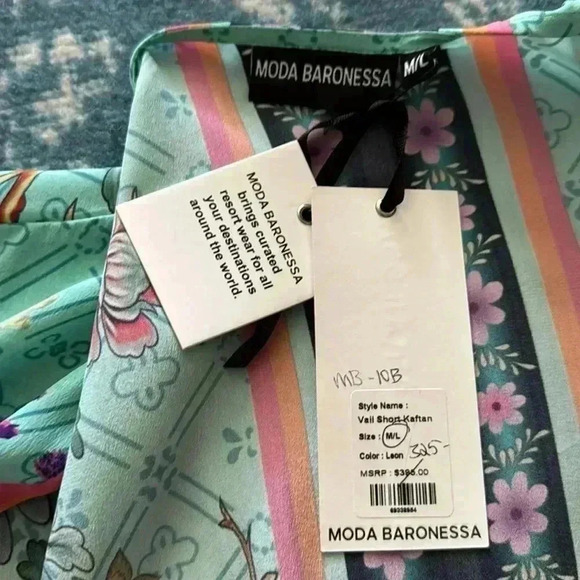 MODA BARONESSA
M/L
MODA BARONESSA
brings curated
resort wear for all
your destinations
around the world.
MB-10B
Style Name :
Vaii Short Kaftan
Size : M/L
Color : Leon
325-
MSRP : $395.00
MODA BARONESSA